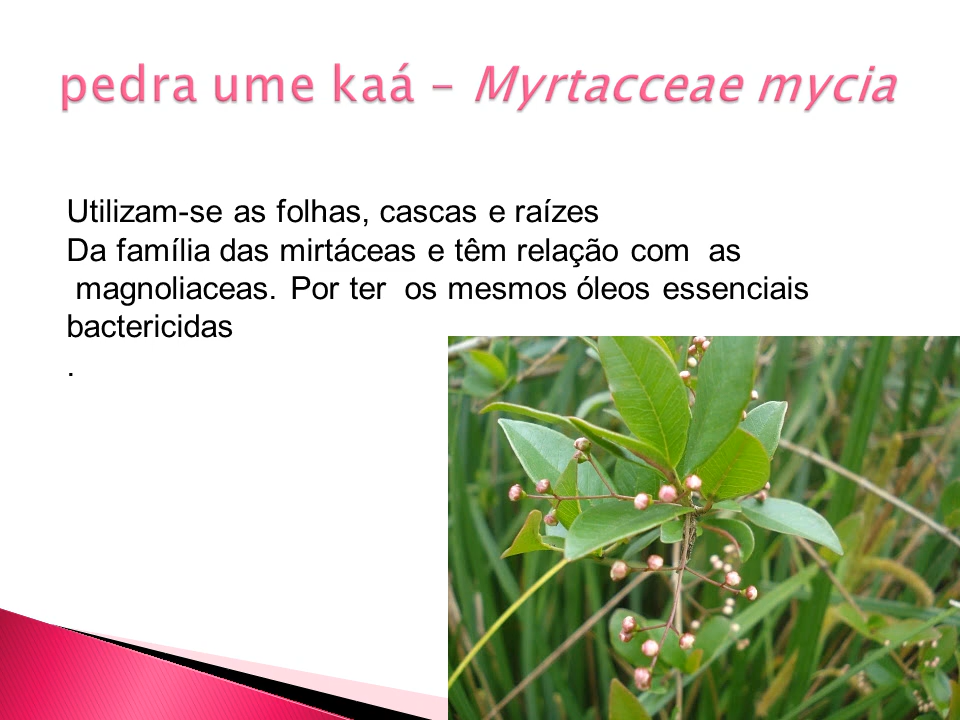 pedra ume kaá – Myrtacceae mycia
Utilizam-se as folhas, cascas e raízes
Da família das mirtáceas e têm relação com as
magnoliaceas. Por ter os mesmos óleos essenciais
bactericidas
.